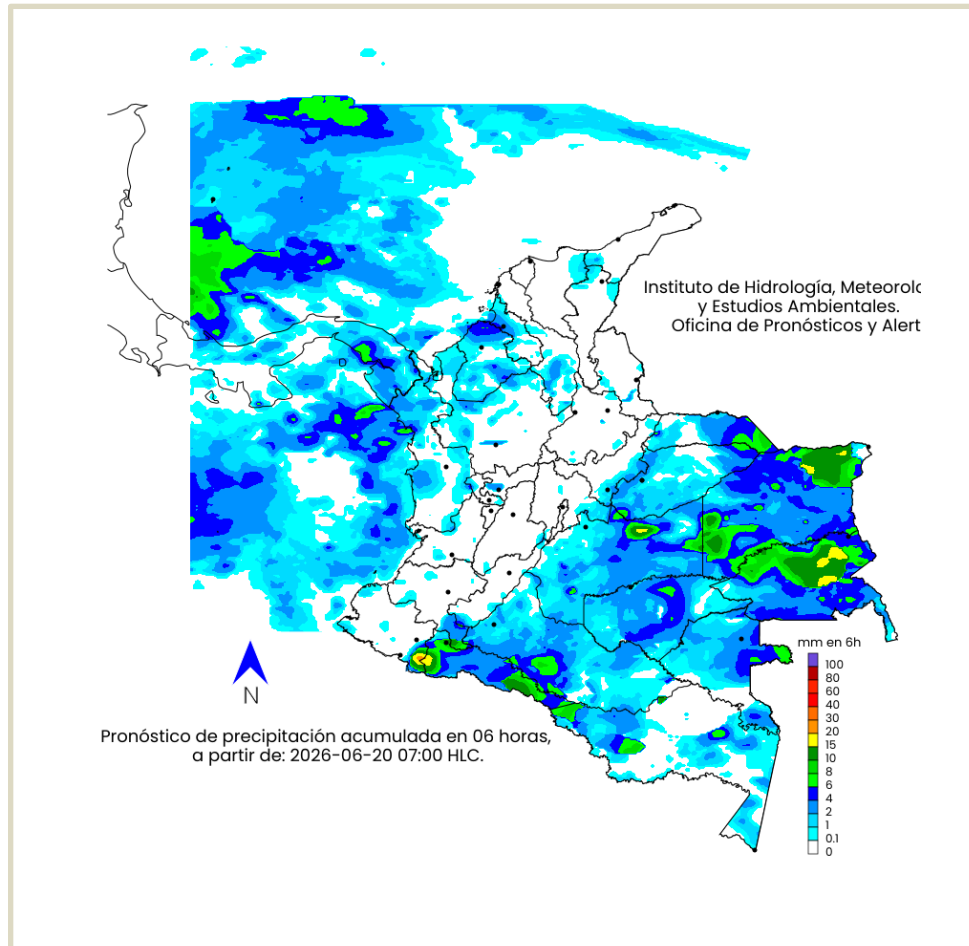 Instituto de Hidrología, Meteorolo
y Estudios Ambientales.
Oficina de Pronósticos y Alert
mm en 6h
100
80
60
40
30
20
15
10
8
6
4
2
1
0.1
0
N
Pronóstico de precipitación acumulada en 06 horas,
a partir de: 2026-06-20 07:00 HLC.